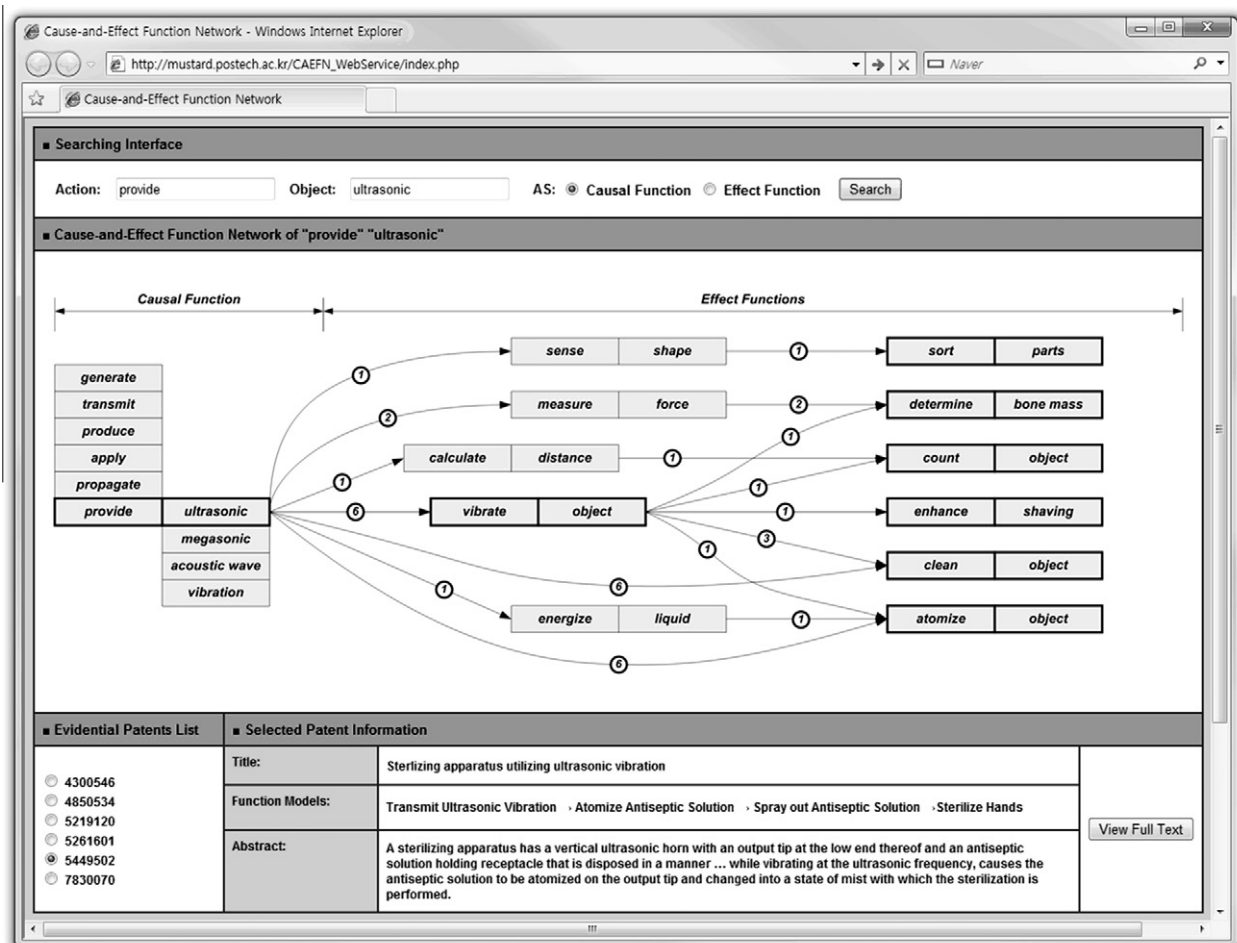 Cause-and-Effect Function Network - Windows Internet Explorer
http://mustard.postech.ac.kr/CAEFN_WebService/index.php
Naver
Cause-and-Effect Function Network
■ Searching Interface
Action: provide Object: ultrasonic AS: Causal Function Effect Function Search
■ Cause-and-Effect Function Network of "provide" "ultrasonic"
Causal Function Effect Functions
1 sense shape 1 sort parts
generate
transmit
2 measure force 2 determine bone mass
produce
1
apply
1 calculate distance 1 count object
propagate
1
provide ultrasonic 6 vibrate object 1 enhance shaving
megasonic
3
1
acoustic wave
6 clean object
vibration
1 energize liquid 1 atomize object
6
■ Evidential Patents List ■ Selected Patent Information
4300546
4850534
5219120
5261601
5449502
7830070
Title: Sterlizing apparatus utilizing ultrasonic vibration
Function Models: Transmit Ultrasonic Vibration › Atomize Antiseptic Solution › Spray out Antiseptic Solution › Sterilize Hands
Abstract: A sterilizing apparatus has a vertical ultrasonic horn with an output tip at the low end thereof and an antiseptic
solution holding receptacle that is disposed in a manner ... while vibrating at the ultrasonic frequency, causes the
antiseptic solution to be atomized on the output tip and changed into a state of mist with which the sterilization is
performed.
View Full Text